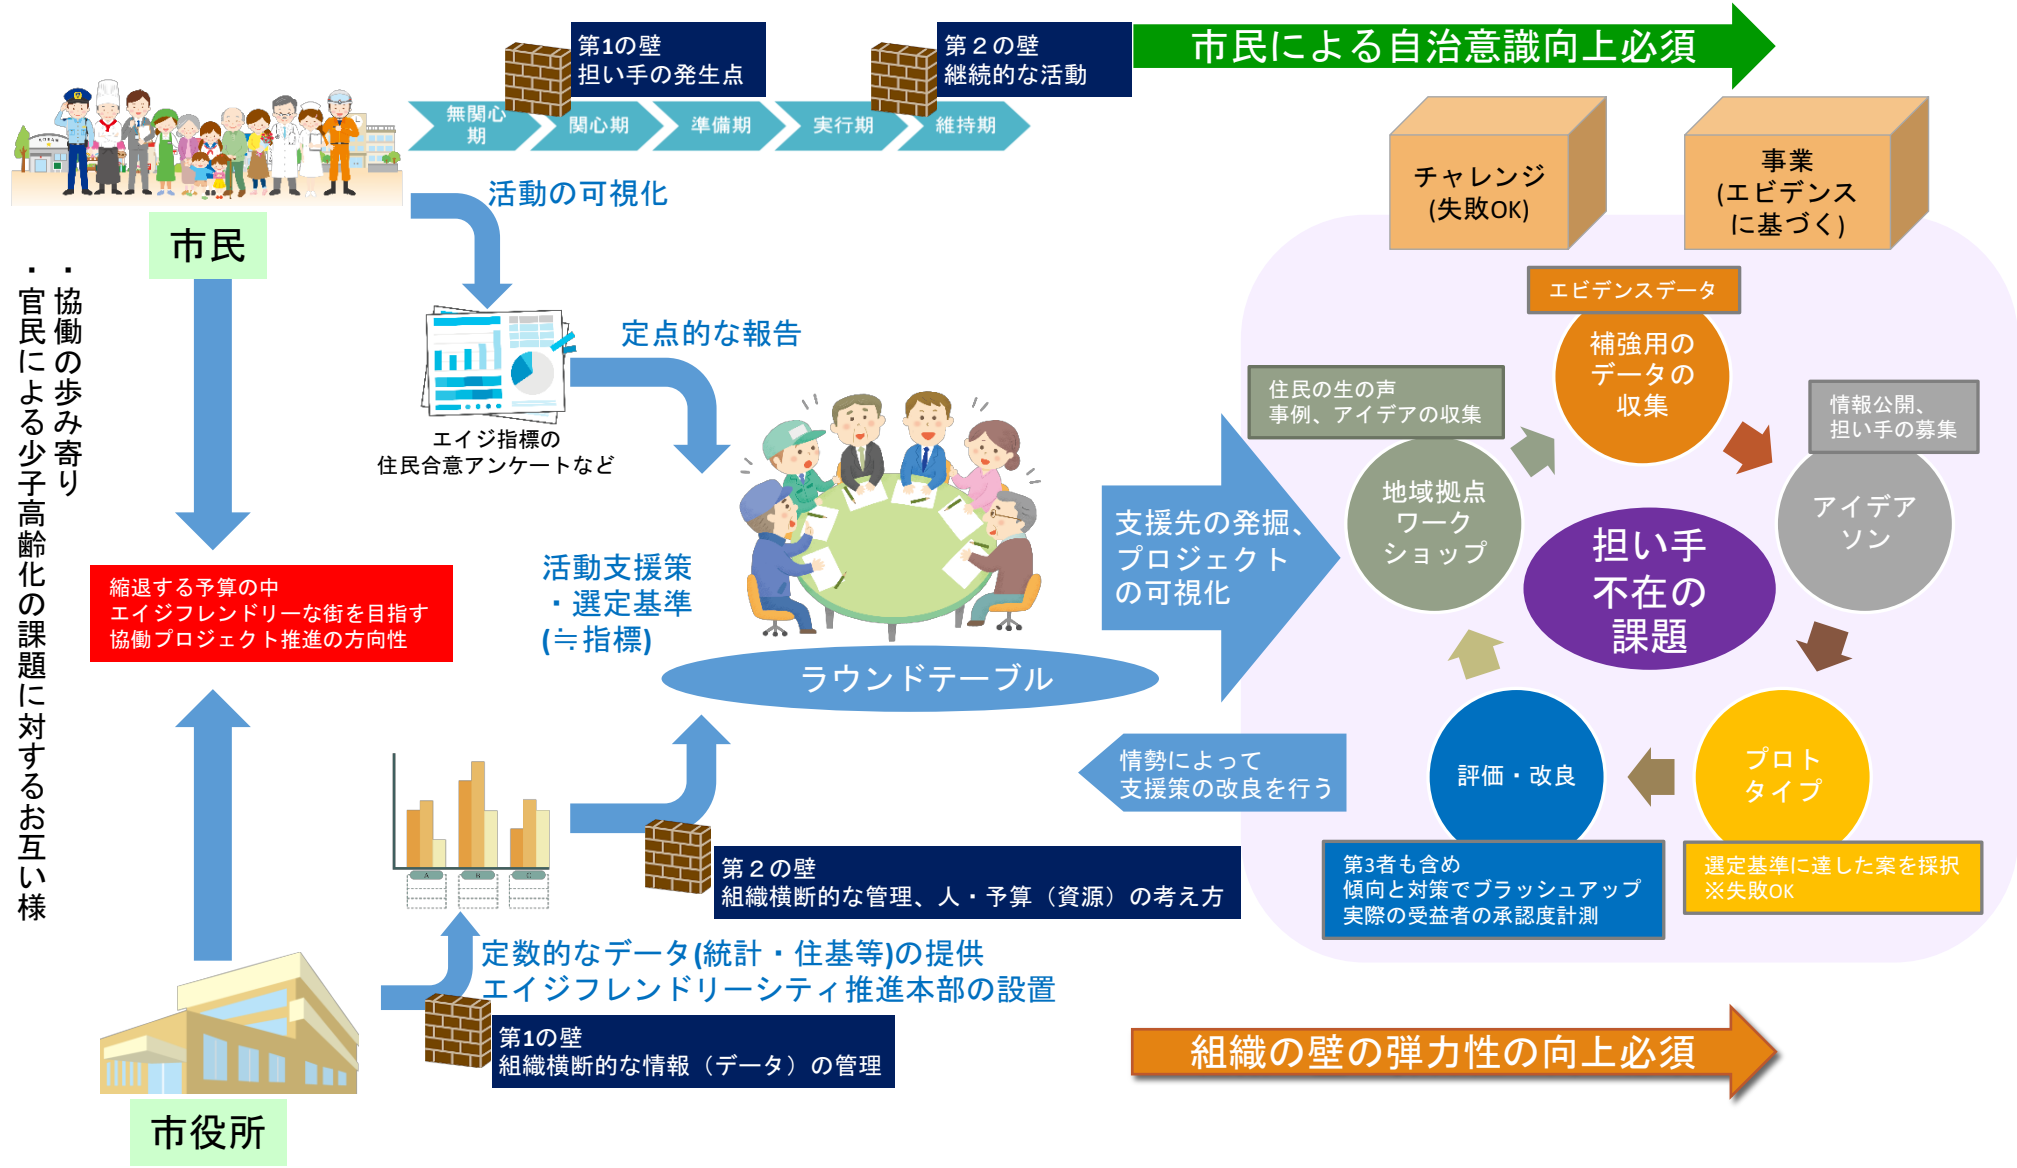 第1の壁
担い手の発生点
第２の壁
継続的な活動
市民による自治意識向上必須
無関心
期
関心期
準備期
実行期
維持期
チャレンジ
(失敗OK)
事業
(エビデンス
に基づく)
活動の可視化
市民
・協働の歩み寄り
・官民による少子高齢化の課題に対するお互い様
定点的な報告
エイジ指標の
住民合意アンケートなど
エビデンスデータ
補強用の
データの
収集
住民の生の声
事例、アイデアの収集
情報公開、
担い手の募集
地域拠点
ワーク
ショップ
アイデア
ソン
担い手
不在の
課題
支援先の発掘、
プロジェクト
の可視化
縮退する予算の中
エイジフレンドリーな街を目指す
協働プロジェクト推進の方向性
活動支援策
・選定基準
(≒指標)
ラウンドテーブル
情勢によって
支援策の改良を行う
評価・改良
プロト
タイプ
第3者も含め
傾向と対策でブラッシュアップ
実際の受益者の承認度計測
選定基準に達した案を採択
※失敗OK
A
B
C
第２の壁
組織横断的な管理、人・予算（資源）の考え方
定数的なデータ(統計・住基等)の提供
エイジフレンドリーシティ推進本部の設置
第1の壁
組織横断的な情報（データ）の管理
組織の壁の弾力性の向上必須
市役所